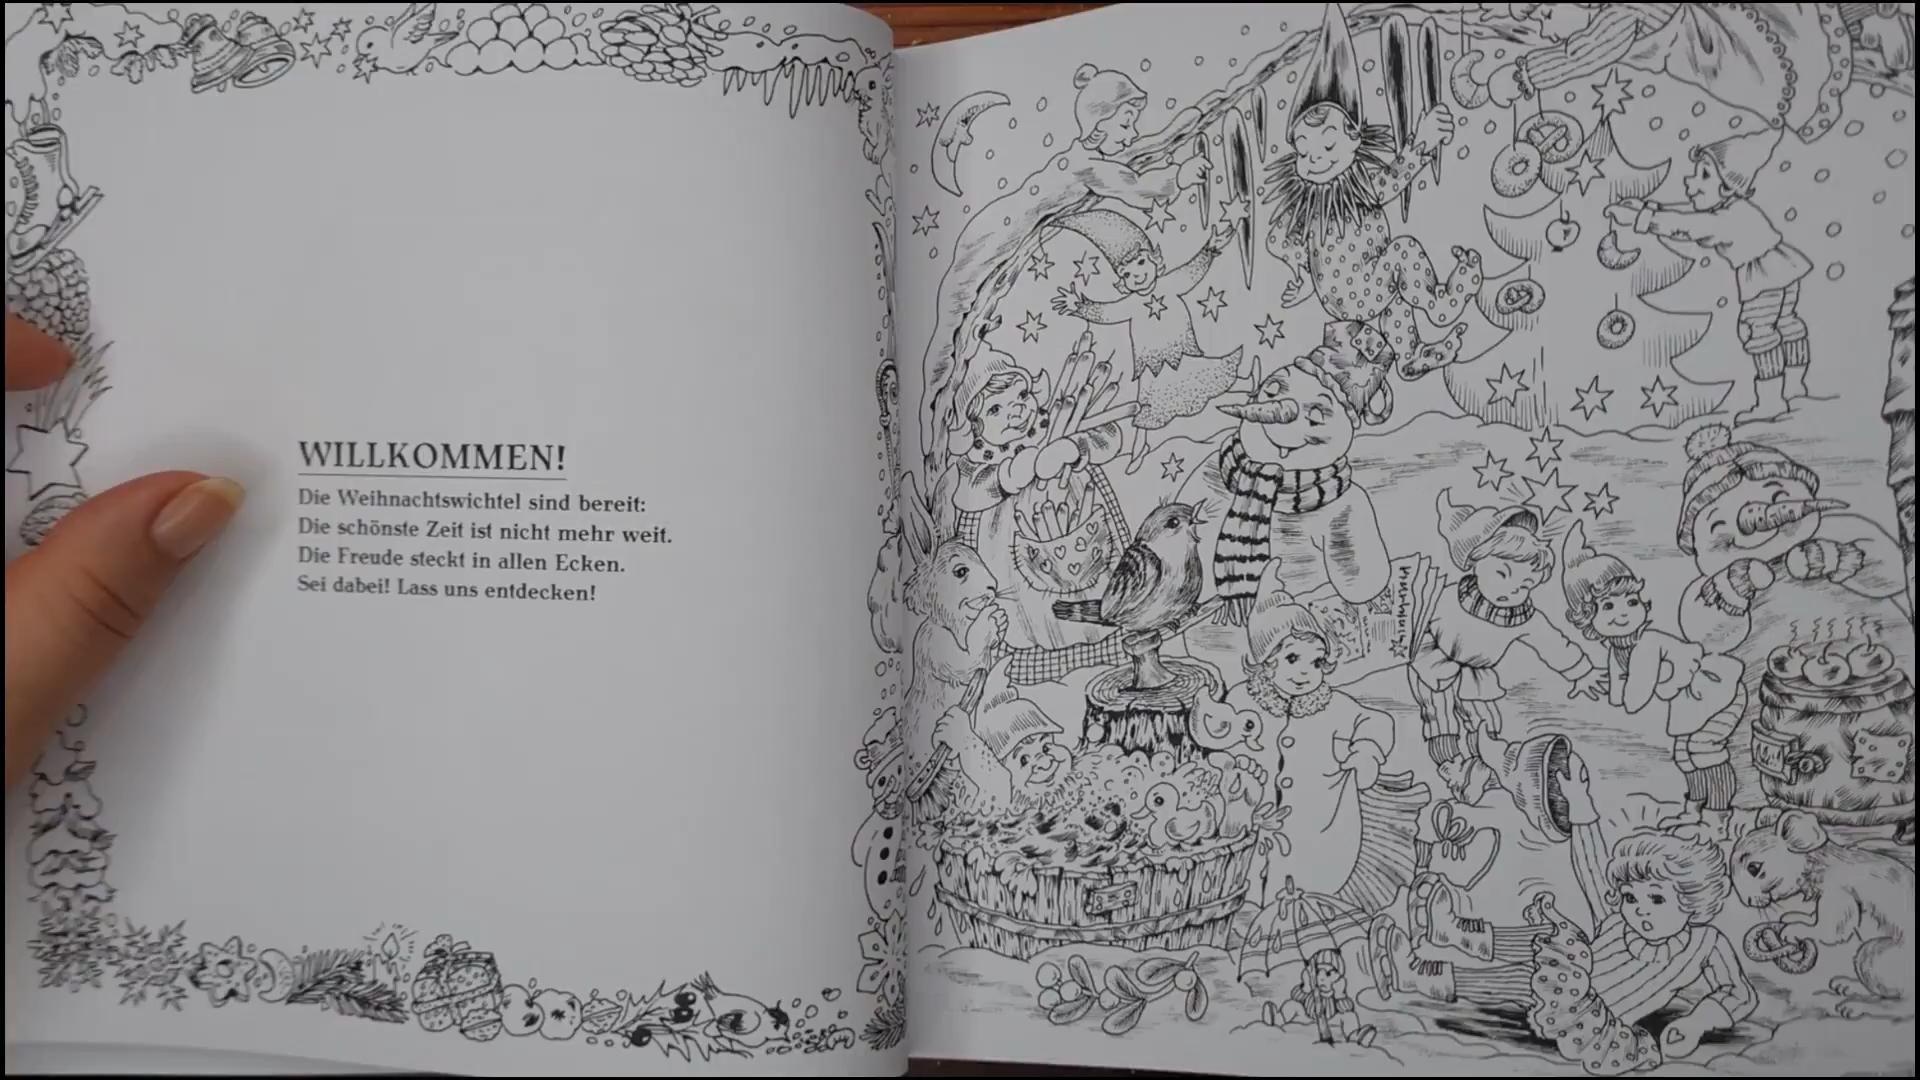 WILLKOMMEN!
Die Weihnachtswichtel sind bereit:
Die schönste Zeit ist nicht mehr weit.
Die Freude steckt in allen Ecken.
Sei dabei! Lass uns entdecken!